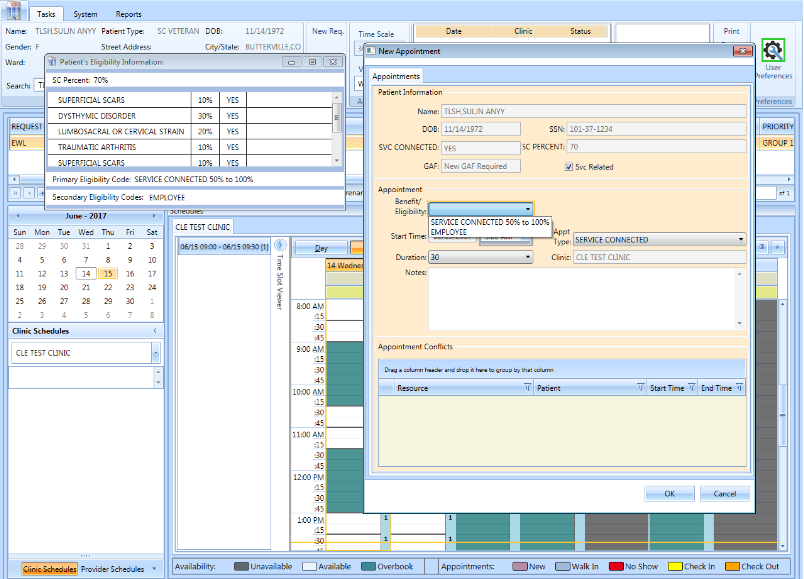 Tasks System Reports
Name: TLSH,SULIN ANYY Patient Type: SC VETERAN DOB: 11/14/1972
Gender: F Street Address: City/State: BUTTERVILLE,CO
Ward:
Search:
New Req.
Time Scale
Date Clinic Status
Print
User
Preferences
Patient's Eligibility Information:
SC Percent: 70%
SUPERFICIAL SCARS 10% YES
DYSTHYMIC DISORDER 30% YES
LUMBOSACRAL OR CERVICAL STRAIN 20% YES
TRAUMATIC ARTHRITIS 10% YES
SUPERFICIAL SCARS 10% YES
Primary Eligibility Code: SERVICE CONNECTED 50% to 100%
Secondary Eligibility Codes: EMPLOYEE
REQUEST
EWL
PRIORITY
GROUP 1
of 1
New Appointment
Appointments
Patient Information
Name: TLSH,SULIN ANYY
DOB: 11/14/1972 SSN: 101-37-1234
SVC CONNECTED: YES SC PERCENT: 70
GAF: New GAF Required Svc Related
Appointment
Benefit/
Eligibility:
SERVICE CONNECTED 50% to 100%
EMPLOYEE
Start Time:
Appt
Type: SERVICE CONNECTED
Duration: 30 Clinic: CLE TEST CLINIC
Notes:
Appointment Conflicts
Drag a column header and drop it here to group by that column
Resource Patient Start Time End Time
OK Cancel
June - 2017
Sun Mon Tue Wed Thu Fri Sat
28 29 30 31 1 2 3
4 5 6 7 8 9 10
11 12 13 14 15 16 17
18 19 20 21 22 23 24
25 26 27 28 29 30 1
2 3 4 5 6 7 8
Clinic Schedules
CLE TEST CLINIC
Clinic Schedules Provider Schedules
Schedules
CLE TEST CLINIC
06/15 09:00 - 06/15 09:30 [1]
Time Slot Viewer
Day
14 Wednes
8:00 AM
:15
:30
:45
9:00 AM
:15
:30
:45
10:00 AM
:15
:30
:45
11:00 AM
:15
:30
:45
12:00 PM
:15
:30
:45
1:00 PM 1 1
:15
:30 1 1
:45
Availability: Unavailable Available Overbook Appointments: New Walk In No Show Check In Check Out